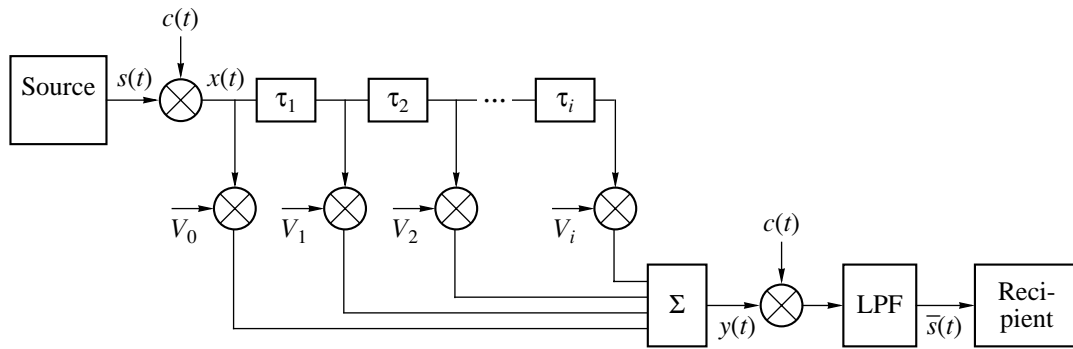 c(t)
Source
s(t)
x(t)
τ₁
τ₂
...
τᵢ
V₀
V₁
V₂
Vᵢ
c(t)
Σ
y(t)
LPF
s̅(t)
Reci-
pient